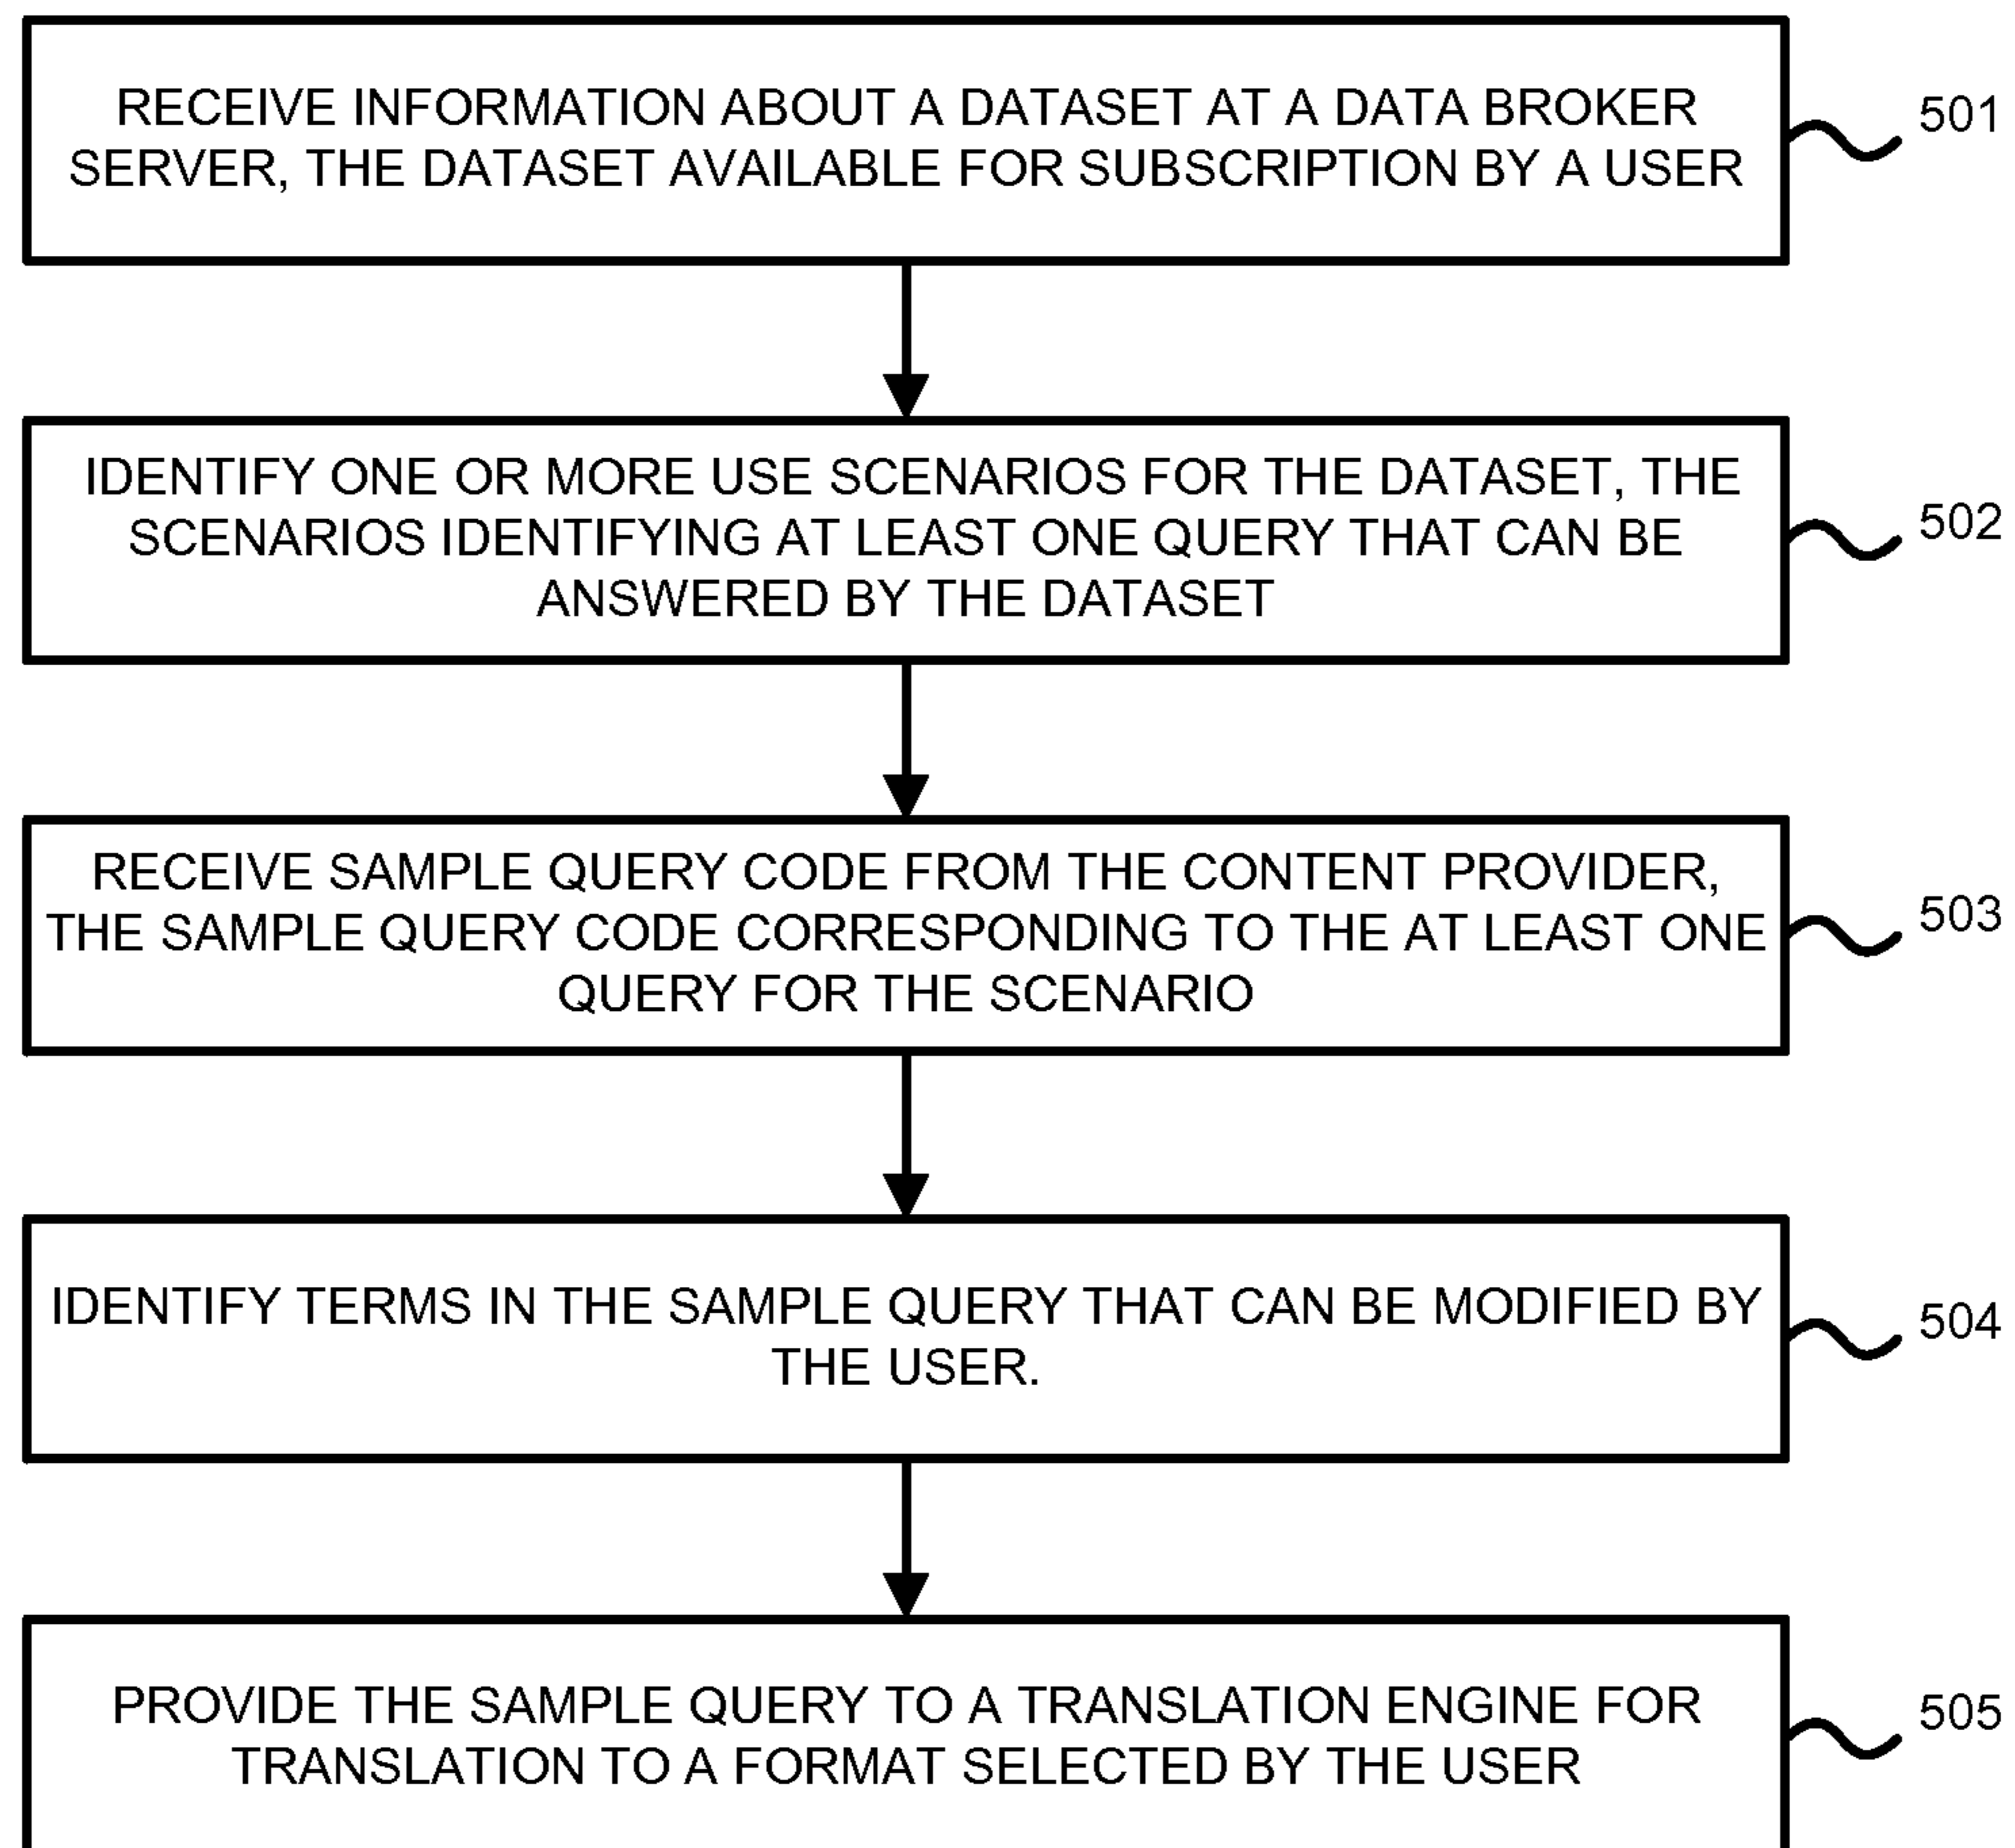 RECEIVE INFORMATION ABOUT A DATASET AT A DATA BROKER
SERVER, THE DATASET AVAILABLE FOR SUBSCRIPTION BY A USER
501
IDENTIFY ONE OR MORE USE SCENARIOS FOR THE DATASET, THE
SCENARIOS IDENTIFYING AT LEAST ONE QUERY THAT CAN BE
ANSWERED BY THE DATASET
502
RECEIVE SAMPLE QUERY CODE FROM THE CONTENT PROVIDER,
THE SAMPLE QUERY CODE CORRESPONDING TO THE AT LEAST ONE
QUERY FOR THE SCENARIO
503
IDENTIFY TERMS IN THE SAMPLE QUERY THAT CAN BE MODIFIED BY
THE USER.
504
PROVIDE THE SAMPLE QUERY TO A TRANSLATION ENGINE FOR
TRANSLATION TO A FORMAT SELECTED BY THE USER
505